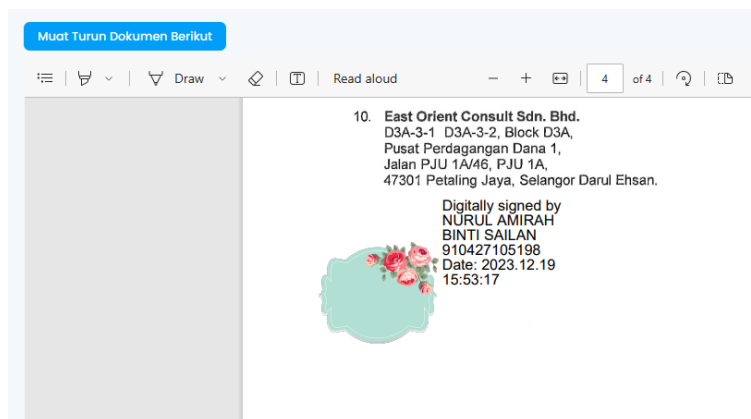 Muat Turun Dokumen Berikut
Draw
Read aloud
4 of 4
10. East Orient Consult Sdn. Bhd.
D3A-3-1 D3A-3-2, Block D3A,
Pusat Perdagangan Dana 1,
Jalan PJU 1A/46, PJU 1A,
47301 Petaling Jaya, Selangor Darul Ehsan.
Digitally signed by
NURUL AMIRAH
BINTI SAILAN
910427105198
Date: 2023.12.19
15:53:17